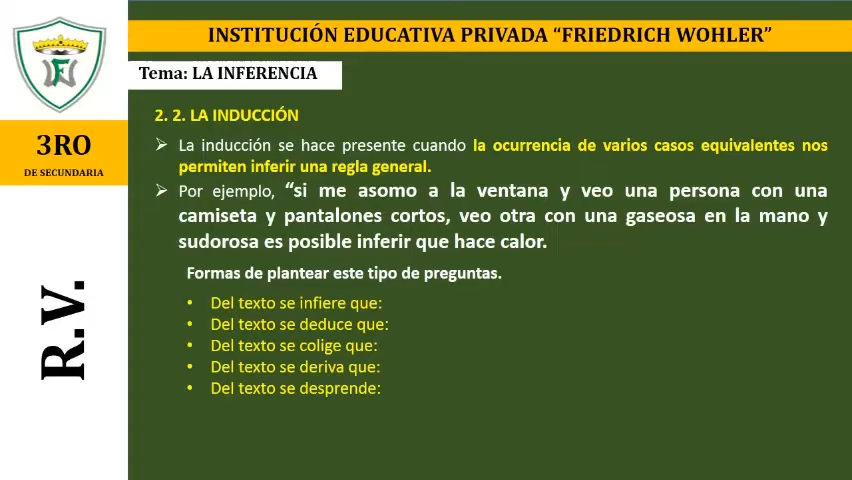 INSTITUCIÓN EDUCATIVA PRIVADA “FRIEDRICH WOHLER”
Tema: LA INFERENCIA
3RO
DE SECUNDARIA
R.V.
2. 2. LA INDUCCIÓN
➢ La inducción se hace presente cuando la ocurrencia de varios casos equivalentes nos
permiten inferir una regla general.
➢ Por ejemplo, “si me asomo a la ventana y veo una persona con una
camiseta y pantalones cortos, veo otra con una gaseosa en la mano y
sudorosa es posible inferir que hace calor.
Formas de plantear este tipo de preguntas.
• Del texto se infiere que:
• Del texto se deduce que:
• Del texto se colige que:
• Del texto se deriva que:
• Del texto se desprende: